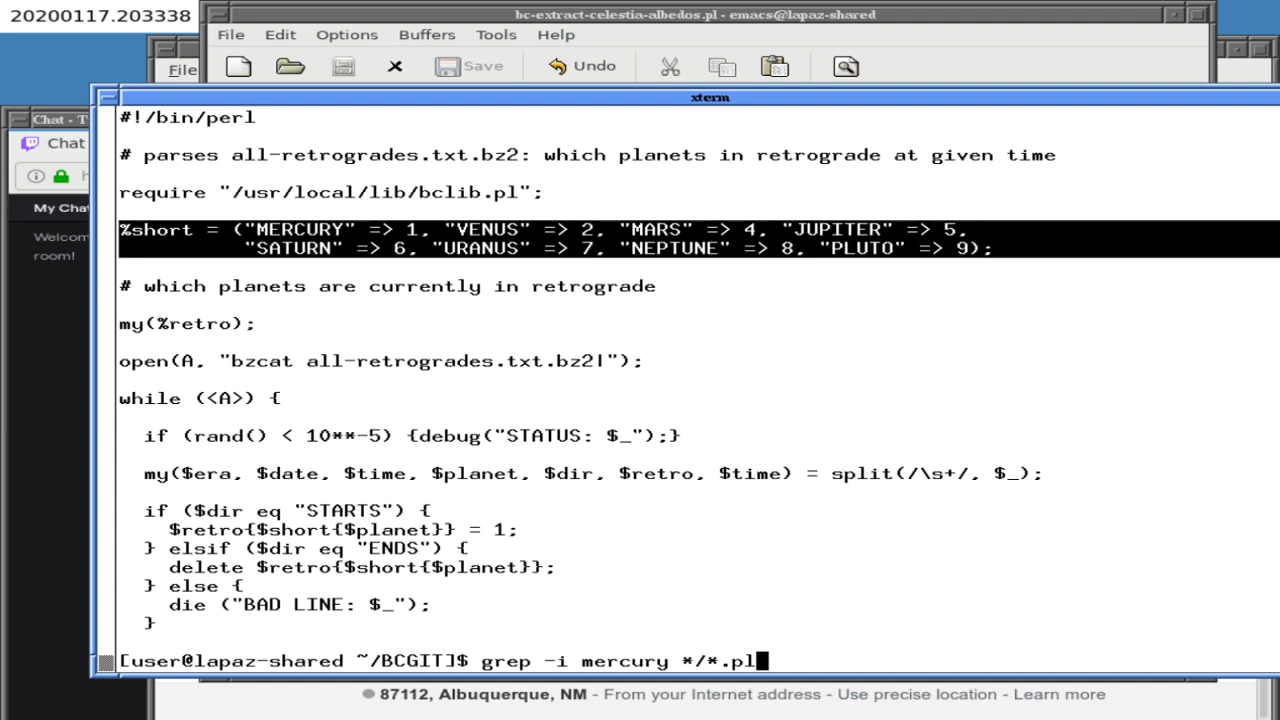 20200117.203338
bc-extract-celestia-albedos.pl - emacs@lapaz-shared
File Edit Options Buffers Tools Help
Save Undo
File
xterm
Chat - T
Chat
My Cha
Welcom
room!
#!/bin/perl
# parses all-retrogrades.txt.bz2: which planets in retrograde at given time
require "/usr/local/lib/bclib.pl";
%short = ("MERCURY" => 1, "VENUS" => 2, "MARS" => 4, "JUPITER" => 5,
"SATURN" => 6, "URANUS" => 7, "NEPTUNE" => 8, "PLUTO" => 9);
# which planets are currently in retrograde
my(%retro);
open(A, "bzcat all-retrogrades.txt.bz2|");
while (<A>) {
if (rand() < 10**-5) {debug("STATUS: $_");}
my($era, $date, $time, $planet, $dir, $retro, $time) = split(/\s+/, $_);
if ($dir eq "STARTS") {
$retro{$short{$planet}} = 1;
} elsif ($dir eq "ENDS") {
delete $retro{$short{$planet}};
} else {
die ("BAD LINE: $_");
}
[user@lapaz-shared ~/BCGIT]$ grep -i mercury */*.pl
87112, Albuquerque, NM - From your Internet address - Use precise location - Learn more